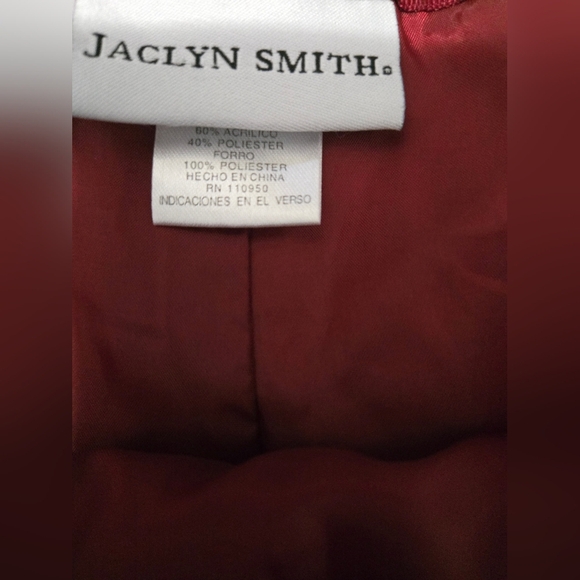 JACLYN SMITH®
60% ACRILICO
40% POLIESTER
FORRO
100% POLIESTER
HECHO EN CHINA
RN 110950
INDICACIONES EN EL VERSO